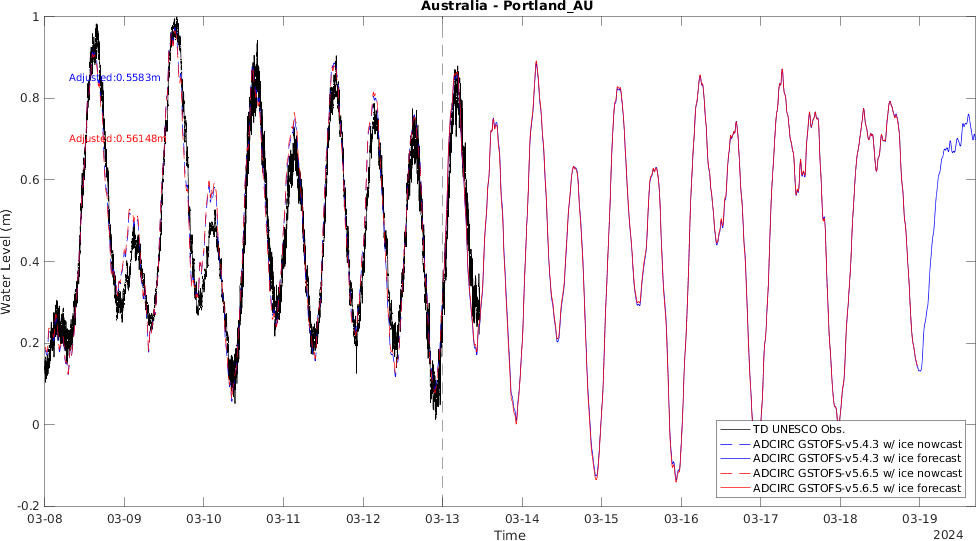 Australia - Portland_AU
1
0.8
0.6
0.4
0.2
0
-0.2
Water Level (m)
Adjusted:0.5583m
Adjusted:0.56148m
TD UNESCO Obs.
ADCIRC GSTOFS-v5.4.3 w/ ice nowcast
ADCIRC GSTOFS-v5.4.3 w/ ice forecast
ADCIRC GSTOFS-v5.6.5 w/ ice nowcast
ADCIRC GSTOFS-v5.6.5 w/ ice forecast
03-08 03-09 03-10 03-11 03-12 03-13 03-14 03-15 03-16 03-17 03-18 03-19
Time
2024